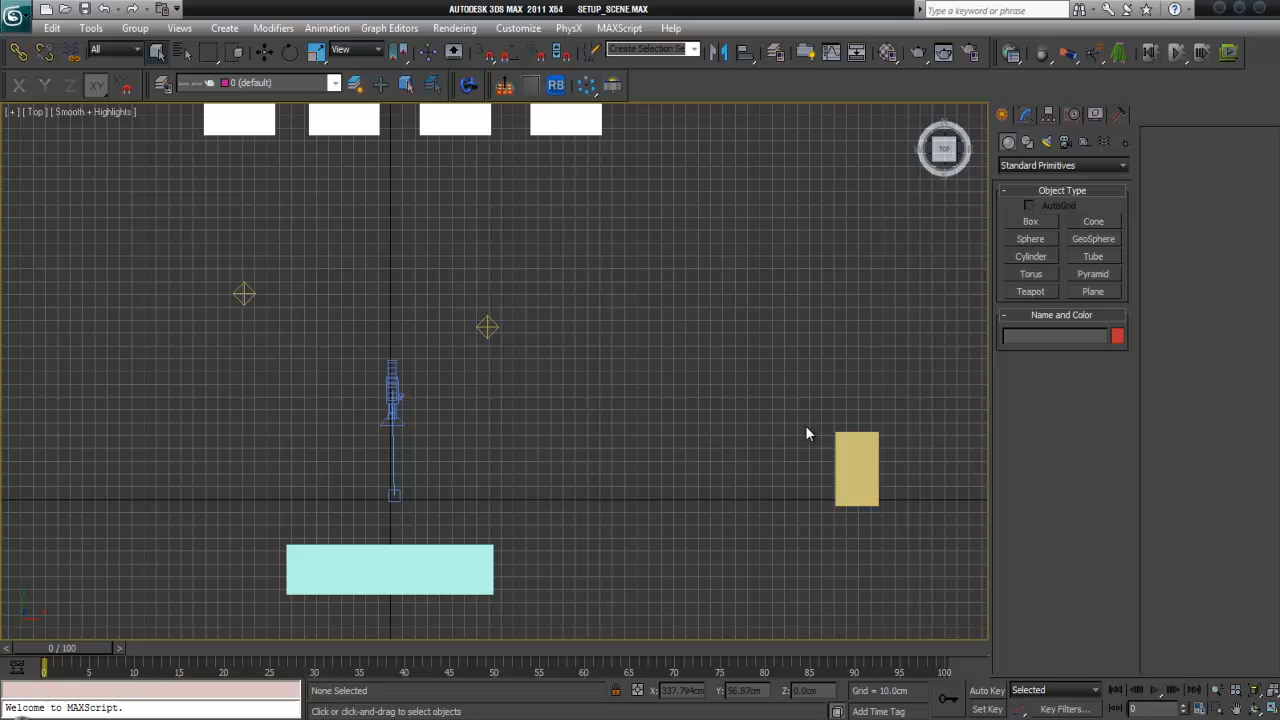 AUTODESK 3DS MAX 2011 X64 SETUP_SCENE.MAX
Type a keyword or phrase
Edit Tools Group Views Create Modifiers Animation Graph Editors Rendering Customize PhysX MAXScript Help
All View Create Selection Se
X Y Z XY 0 (default) RB
[ + ] [ Top ] [ Smooth + Highlights ]
TOP
Standard Primitives
- Object Type
AutoGrid
Box Cone
Sphere GeoSphere
Cylinder Tube
Torus Pyramid
Teapot Plane
- Name and Color
< 0 / 100 >
0 5 10 15 20 25 30 35 40 45 50 55 60 65 70 75 80 85 90 95 100
None Selected X: 337.794cm Y: 56.87cm Z: 0.0cm Grid = 10.0cm Auto Key Selected
Welcome to MAXScript. Click or click-and-drag to select objects Add Time Tag Set Key Key Filters... 0